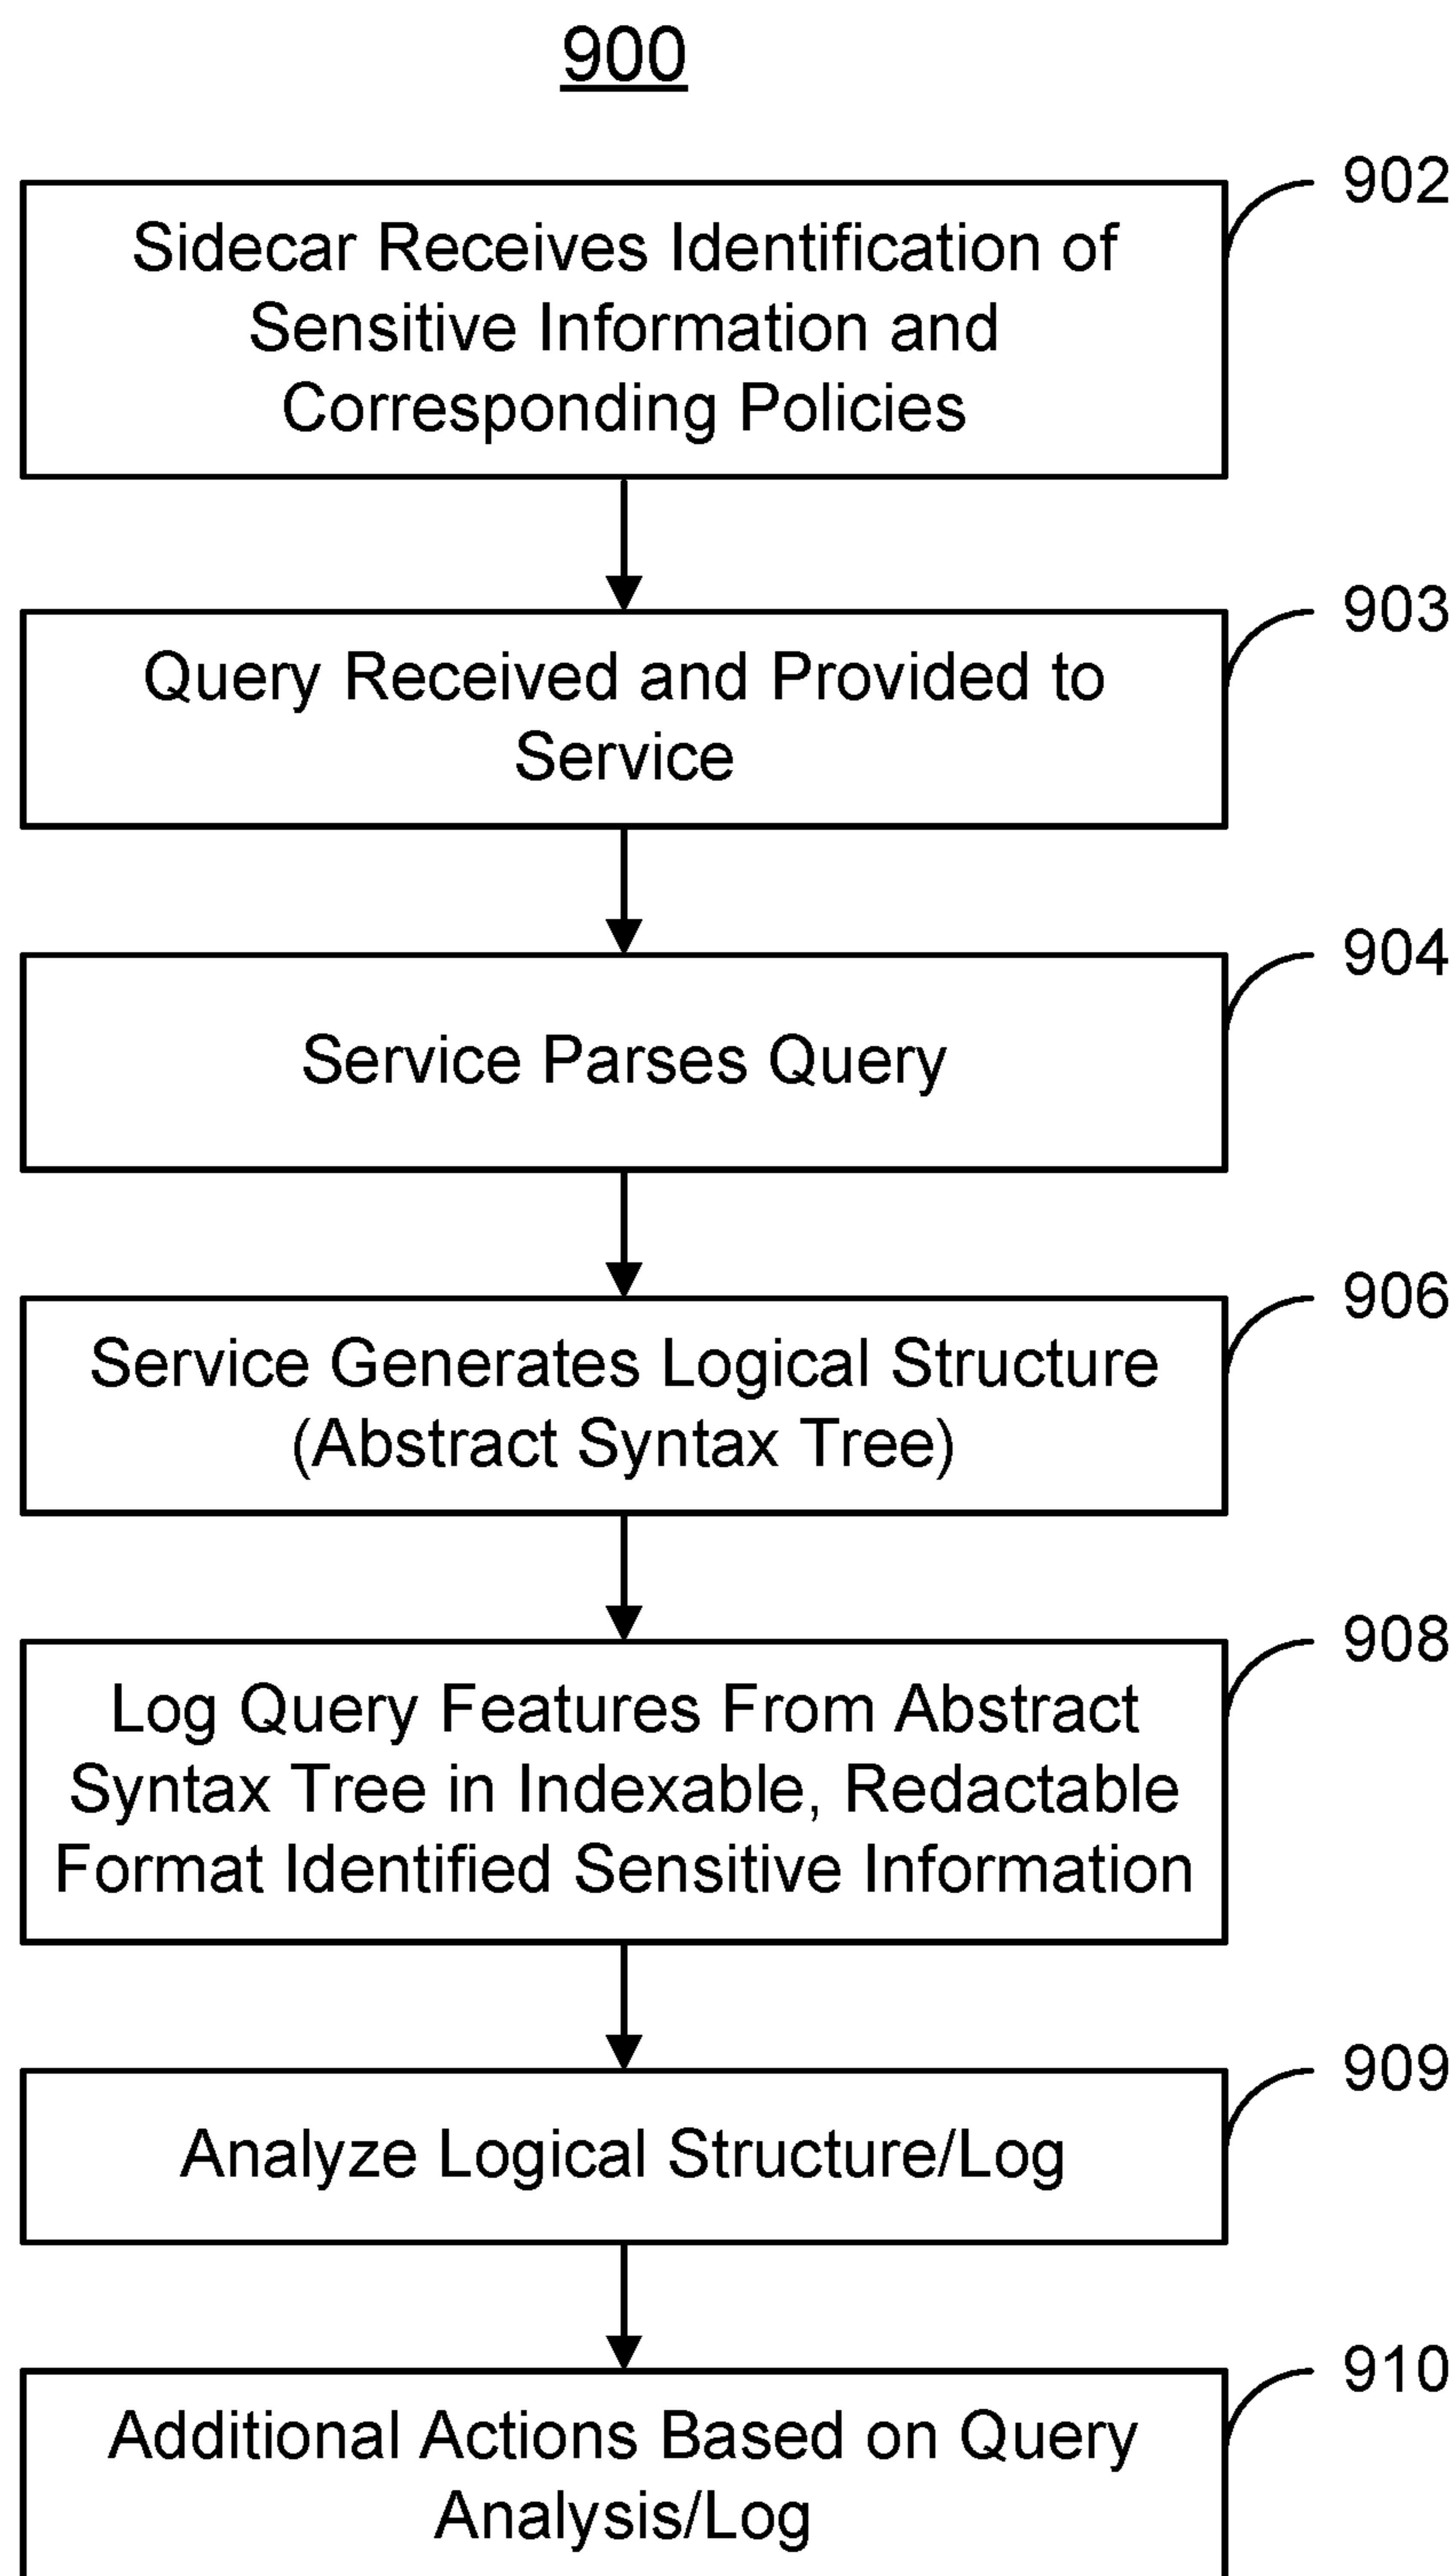 900
902
Sidecar Receives Identification of
Sensitive Information and
Corresponding Policies
903
Query Received and Provided to
Service
904
Service Parses Query
906
Service Generates Logical Structure
(Abstract Syntax Tree)
908
Log Query Features From Abstract
Syntax Tree in Indexable, Redactable
Format Identified Sensitive Information
909
Analyze Logical Structure/Log
910
Additional Actions Based on Query
Analysis/Log